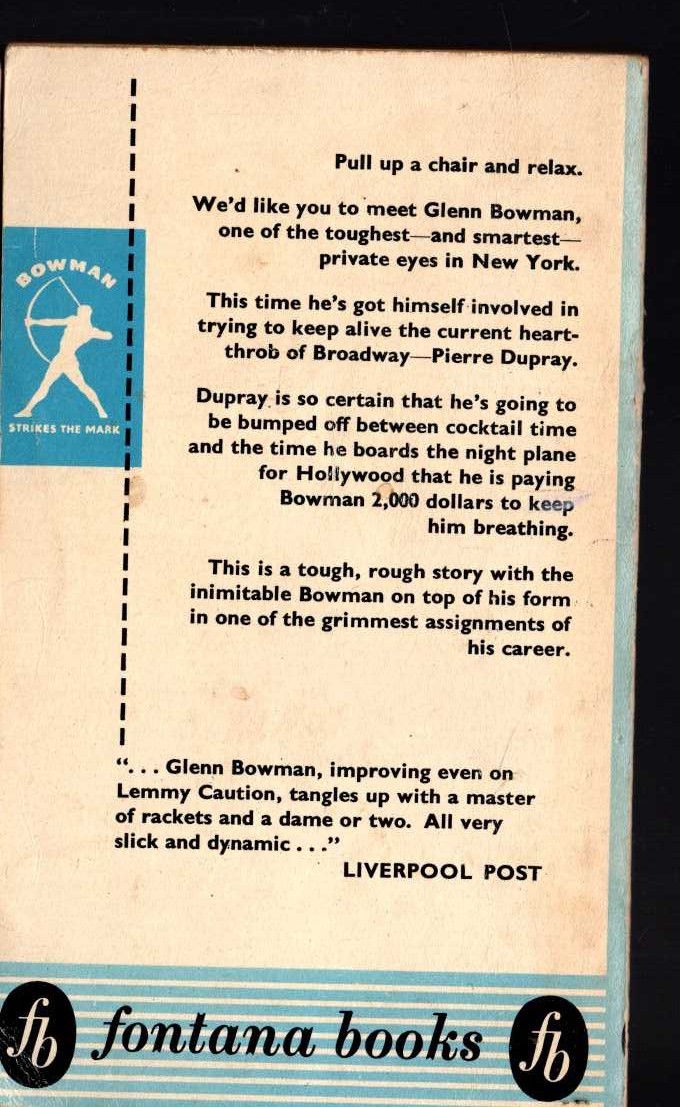 Pull up a chair and relax.
We'd like you to meet Glenn Bowman,
one of the toughest—and smartest—
private eyes in New York.
This time he's got himself involved in
trying to keep alive the current heart-
throb of Broadway—Pierre Dupray.
Dupray is so certain that he's going to
be bumped off between cocktail time
and the time he boards the night plane
for Hollywood that he is paying
Bowman 2,000 dollars to keep
him breathing.
This is a tough, rough story with the
inimitable Bowman on top of his form
in one of the grimmest assignments of
his career.
BOWMAN
STRIKES THE MARK
“. . . Glenn Bowman, improving even on
Lemmy Caution, tangles up with a master
of rackets and a dame or two. All very
slick and dynamic . . .”
LIVERPOOL POST
fb fontana books fb